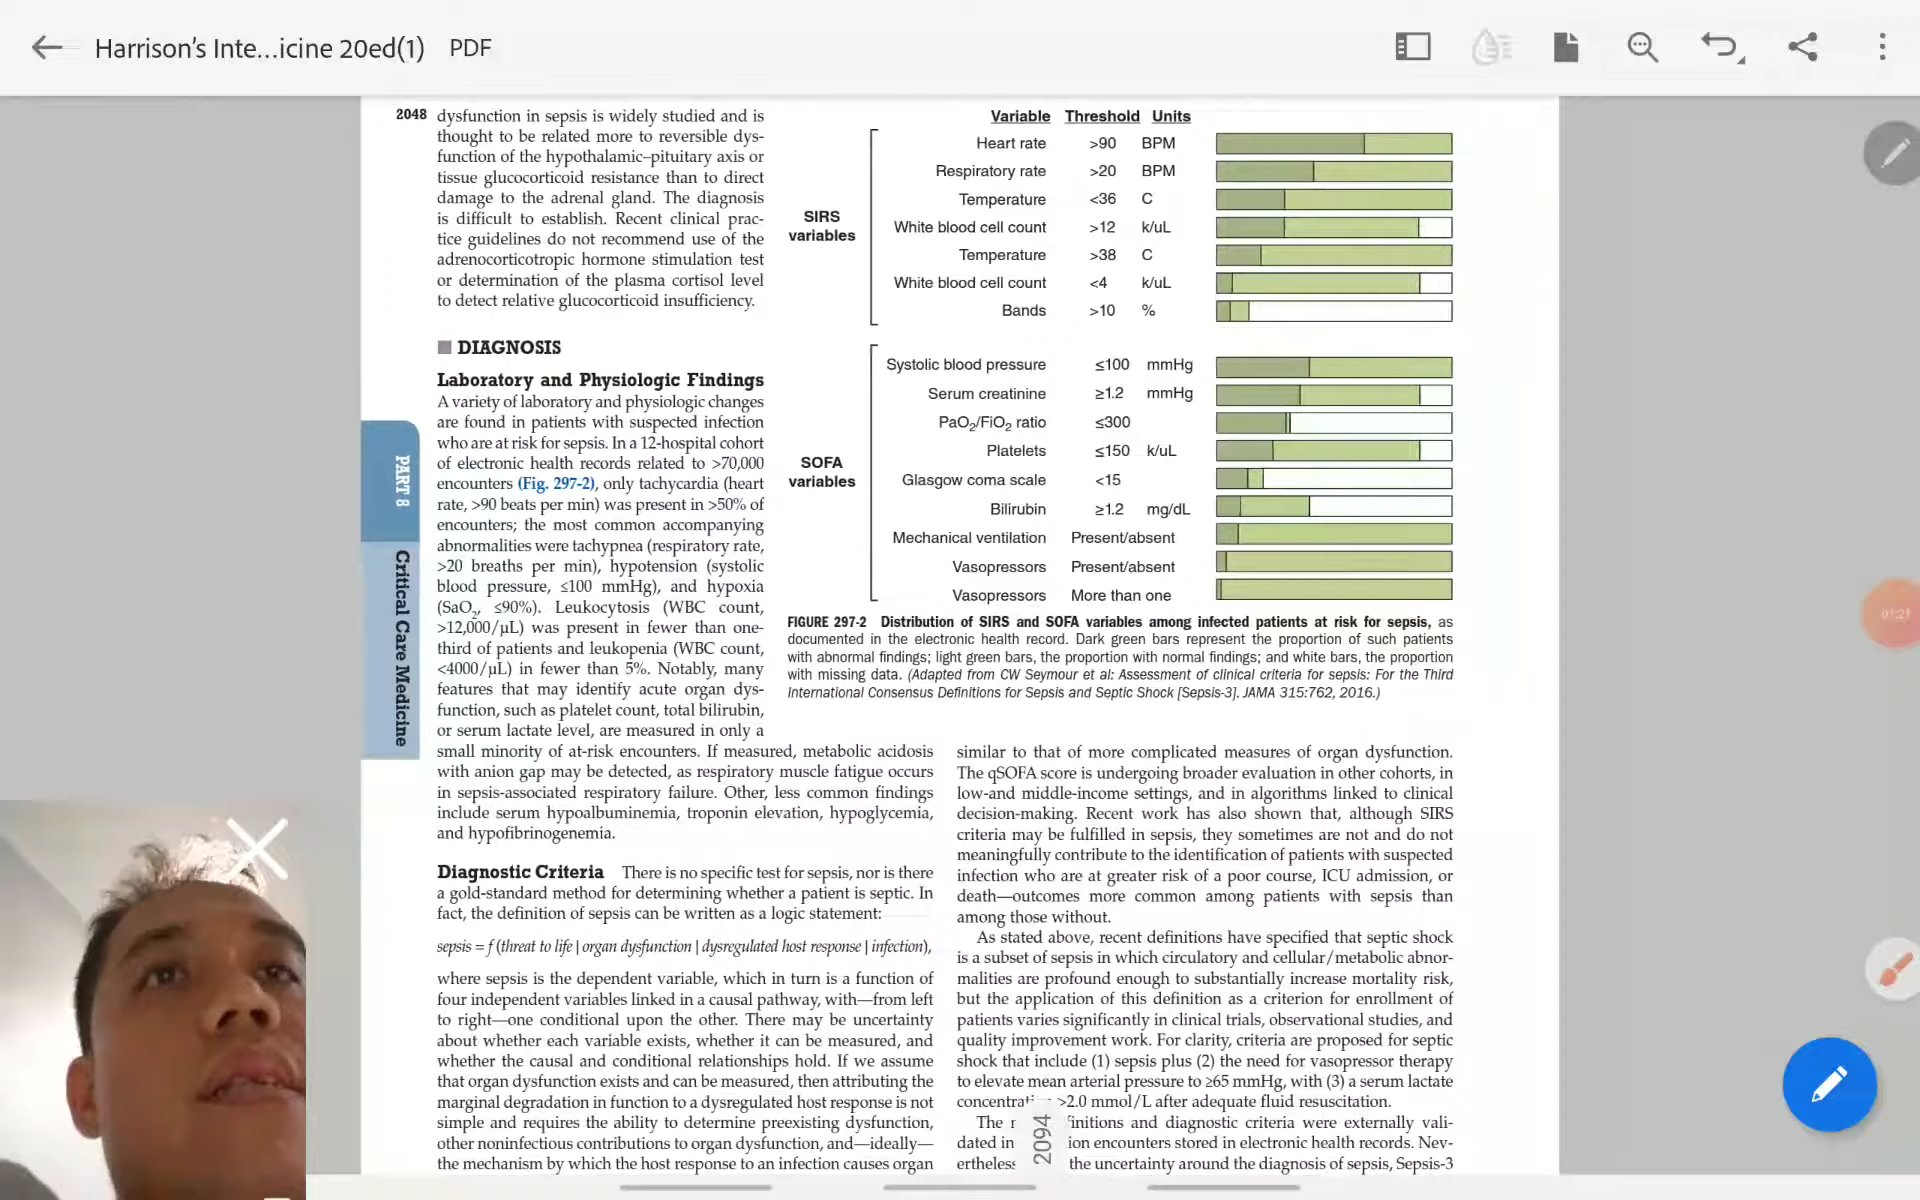 Harrison's Inte...icine 20ed(1) PDF
2048
dysfunction in sepsis is widely studied and is
thought to be related more to reversible dys-
function of the hypothalamic–pituitary axis or
tissue glucocorticoid resistance than to direct
damage to the adrenal gland. The diagnosis
is difficult to establish. Recent clinical prac-
tice guidelines do not recommend use of the
adrenocorticotropic hormone stimulation test
or determination of the plasma cortisol level
to detect relative glucocorticoid insufficiency.
DIAGNOSIS
Laboratory and Physiologic Findings
A variety of laboratory and physiologic changes
are found in patients with suspected infection
who are at risk for sepsis. In a 12-hospital cohort
of electronic health records related to >70,000
encounters (Fig. 297-2), only tachycardia (heart
rate, >90 beats per min) was present in >50% of
encounters; the most common accompanying
abnormalities were tachypnea (respiratory rate,
>20 breaths per min), hypotension (systolic
blood pressure, ≤100 mmHg), and hypoxia
(SaO2, ≤90%). Leukocytosis (WBC count,
>12,000/μL) was present in fewer than one-
third of patients and leukopenia (WBC count,
<4000/μL) in fewer than 5%. Notably, many
features that may identify acute organ dys-
function, such as platelet count, total bilirubin,
or serum lactate level, are measured in only a
small minority of at-risk encounters. If measured, metabolic acidosis
with anion gap may be detected, as respiratory muscle fatigue occurs
in sepsis-associated respiratory failure. Other, less common findings
include serum hypoalbuminemia, troponin elevation, hypoglycemia,
and hypofibrinogenemia.
Diagnostic Criteria There is no specific test for sepsis, nor is there
a gold-standard method for determining whether a patient is septic. In
fact, the definition of sepsis can be written as a logic statement:
sepsis = f (threat to life | organ dysfunction | dysregulated host response | infection),
where sepsis is the dependent variable, which in turn is a function of
four independent variables linked in a causal pathway, with—from left
to right—one conditional upon the other. There may be uncertainty
about whether each variable exists, whether it can be measured, and
whether the causal and conditional relationships hold. If we assume
that organ dysfunction exists and can be measured, then attributing the
marginal degradation in function to a dysregulated host response is not
simple and requires the ability to determine preexisting dysfunction,
other noninfectious contributions to organ dysfunction, and—ideally—
the mechanism by which the host response to an infection causes organ
PART 8
Critical Care Medicine
Variable Threshold Units
SIRS
variables
Heart rate >90 BPM
Respiratory rate >20 BPM
Temperature <36 C
White blood cell count >12 k/uL
Temperature >38 C
White blood cell count <4 k/uL
Bands >10 %
SOFA
variables
Systolic blood pressure ≤100 mmHg
Serum creatinine ≥1.2 mmHg
PaO2/FiO2 ratio ≤300
Platelets ≤150 k/uL
Glasgow coma scale <15
Bilirubin ≥1.2 mg/dL
Mechanical ventilation Present/absent
Vasopressors Present/absent
Vasopressors More than one
FIGURE 297-2 Distribution of SIRS and SOFA variables among infected patients at risk for sepsis, as
documented in the electronic health record. Dark green bars represent the proportion of such patients
with abnormal findings; light green bars, the proportion with normal findings; and white bars, the proportion
with missing data. (Adapted from CW Seymour et al: Assessment of clinical criteria for sepsis: For the Third
International Consensus Definitions for Sepsis and Septic Shock [Sepsis-3]. JAMA 315:762, 2016.)
similar to that of more complicated measures of organ dysfunction.
The qSOFA score is undergoing broader evaluation in other cohorts, in
low-and middle-income settings, and in algorithms linked to clinical
decision-making. Recent work has also shown that, although SIRS
criteria may be fulfilled in sepsis, they sometimes are not and do not
meaningfully contribute to the identification of patients with suspected
infection who are at greater risk of a poor course, ICU admission, or
death—outcomes more common among patients with sepsis than
among those without.
As stated above, recent definitions have specified that septic shock
is a subset of sepsis in which circulatory and cellular/metabolic abnor-
malities are profound enough to substantially increase mortality risk,
but the application of this definition as a criterion for enrollment of
patients varies significantly in clinical trials, observational studies, and
quality improvement work. For clarity, criteria are proposed for septic
shock that include (1) sepsis plus (2) the need for vasopressor therapy
to elevate mean arterial pressure to ≥65 mmHg, with (3) a serum lactate
>2.0 mmol/L after adequate fluid resuscitation.
The finitions and diagnostic criteria were externally vali-
dated in ion encounters stored in electronic health records. Nev-
ertheless the uncertainty around the diagnosis of sepsis, Sepsis-3
2094
01:21